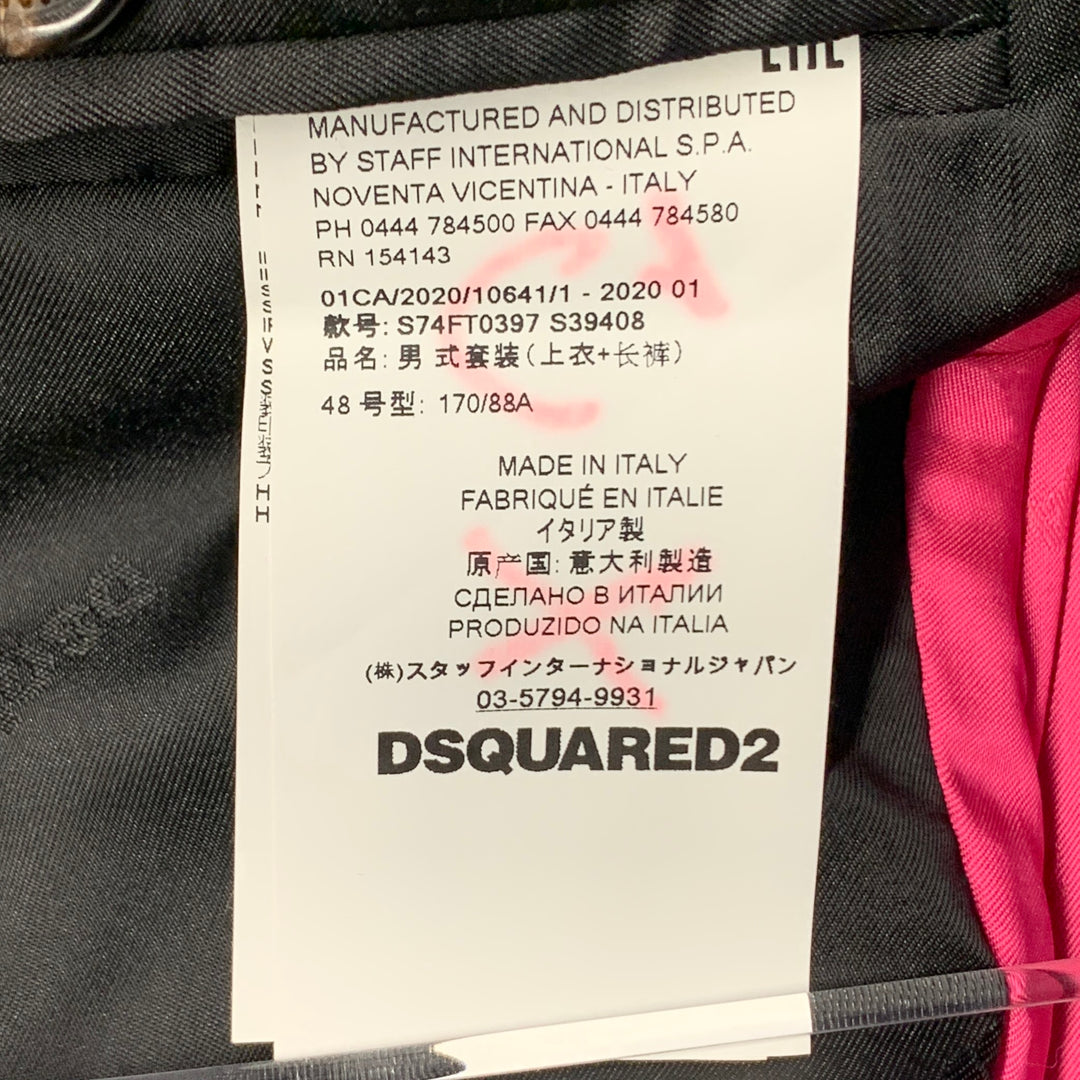 MANUFACTURED AND DISTRIBUTED
BY STAFF INTERNATIONAL S.P.A.
NOVENTA VICENTINA - ITALY
PH 0444 784500 FAX 0444 784580
RN 154143
01CA/2020/10641/1 - 2020 01
款号: S74FT0397 S39408
品名: 男 式套装(上衣+长裤)
48 号型: 170/88A
MADE IN ITALY
FABRIQUÉ EN ITALIE
イタリア製
原产国: 意大利製造
СДЕЛАНО В ИТАЛИИ
PRODUZIDO NA ITALIA
(株)スタッフインターナショナルジャパン
03-5794-9931
DSQUARED2